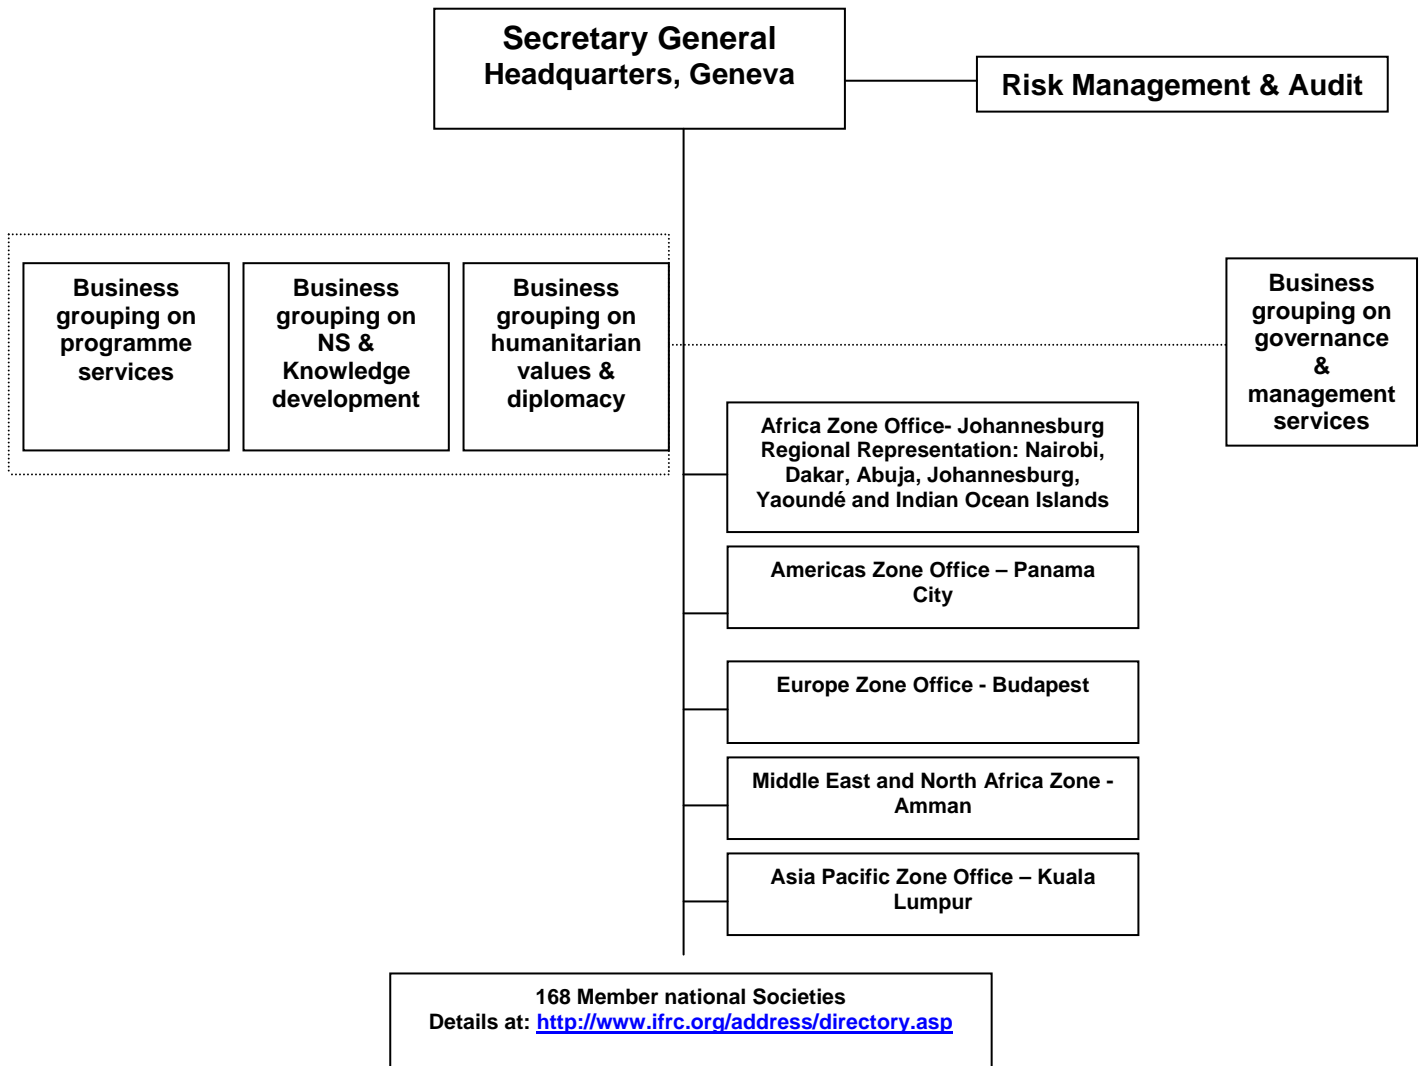 Secretary General
Headquarters, Geneva
Risk Management & Audit
Business
grouping on
programme
services
Business
grouping on
NS &
Knowledge
development
Business
grouping on
humanitarian
values &
diplomacy
Business
grouping on
governance
&
management
services
Africa Zone Office- Johannesburg
Regional Representation: Nairobi,
Dakar, Abuja, Johannesburg,
Yaoundé and Indian Ocean Islands
Americas Zone Office – Panama
City
Europe Zone Office - Budapest
Middle East and North Africa Zone -
Amman
Asia Pacific Zone Office – Kuala
Lumpur
168 Member national Societies
Details at: http://www.ifrc.org/address/directory.asp